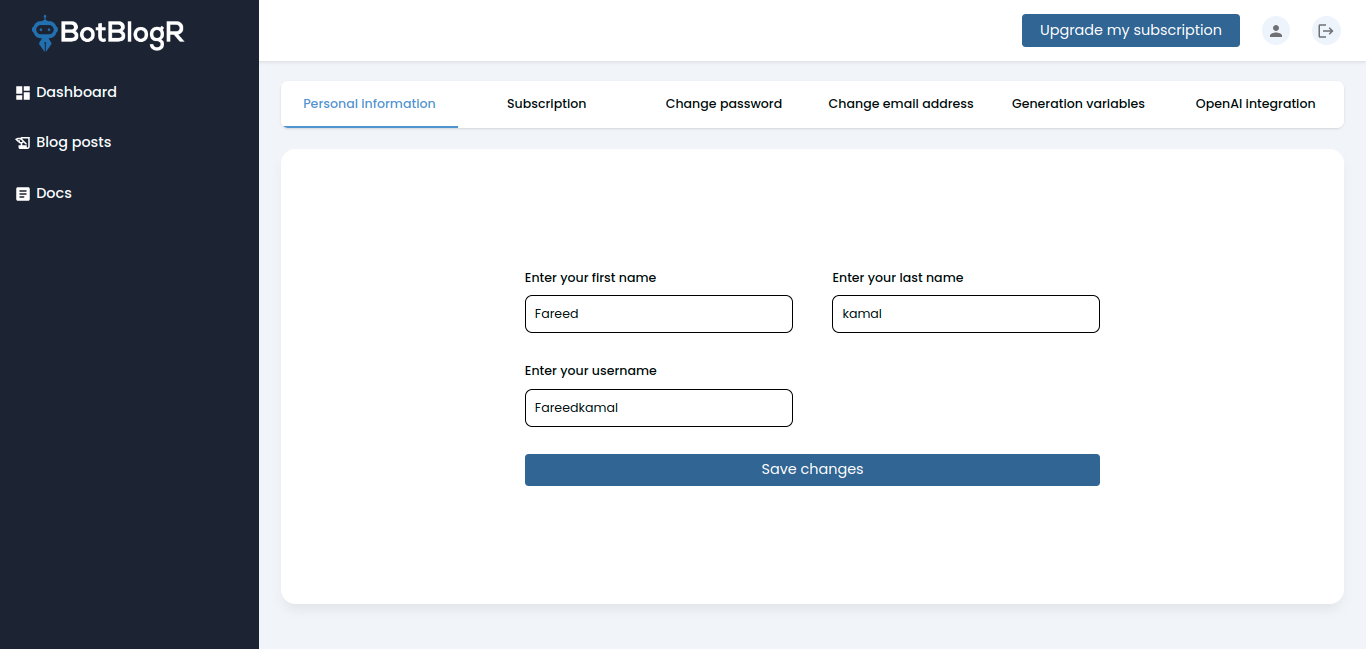 BotBlogR
Upgrade my subscription
Dashboard
Blog posts
Docs
Personal information
Subscription
Change password
Change email address
Generation variables
OpenAI integration
Enter your first name
Enter your last name
Fareed
kamal
Enter your username
Fareedkamal
Save changes